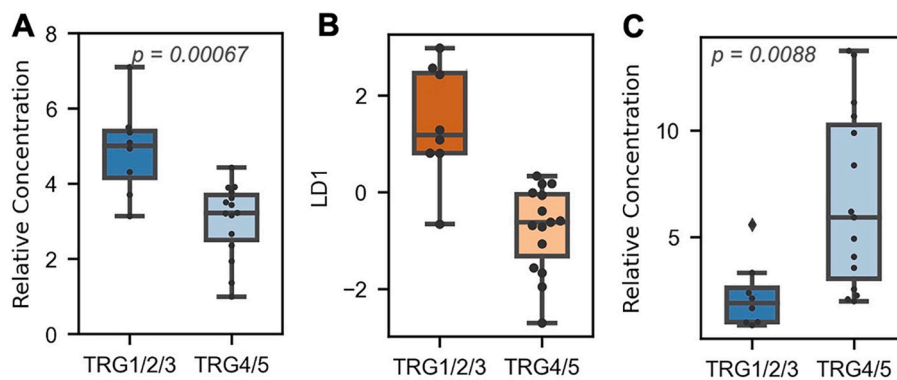 A
Relative Concentration
8
6
4
2
0
p = 0.00067
TRG1/2/3
TRG4/5
B
LD1
2
0
−2
TRG1/2/3
TRG4/5
C
Relative Concentration
10
5
p = 0.0088
TRG1/2/3
TRG4/5